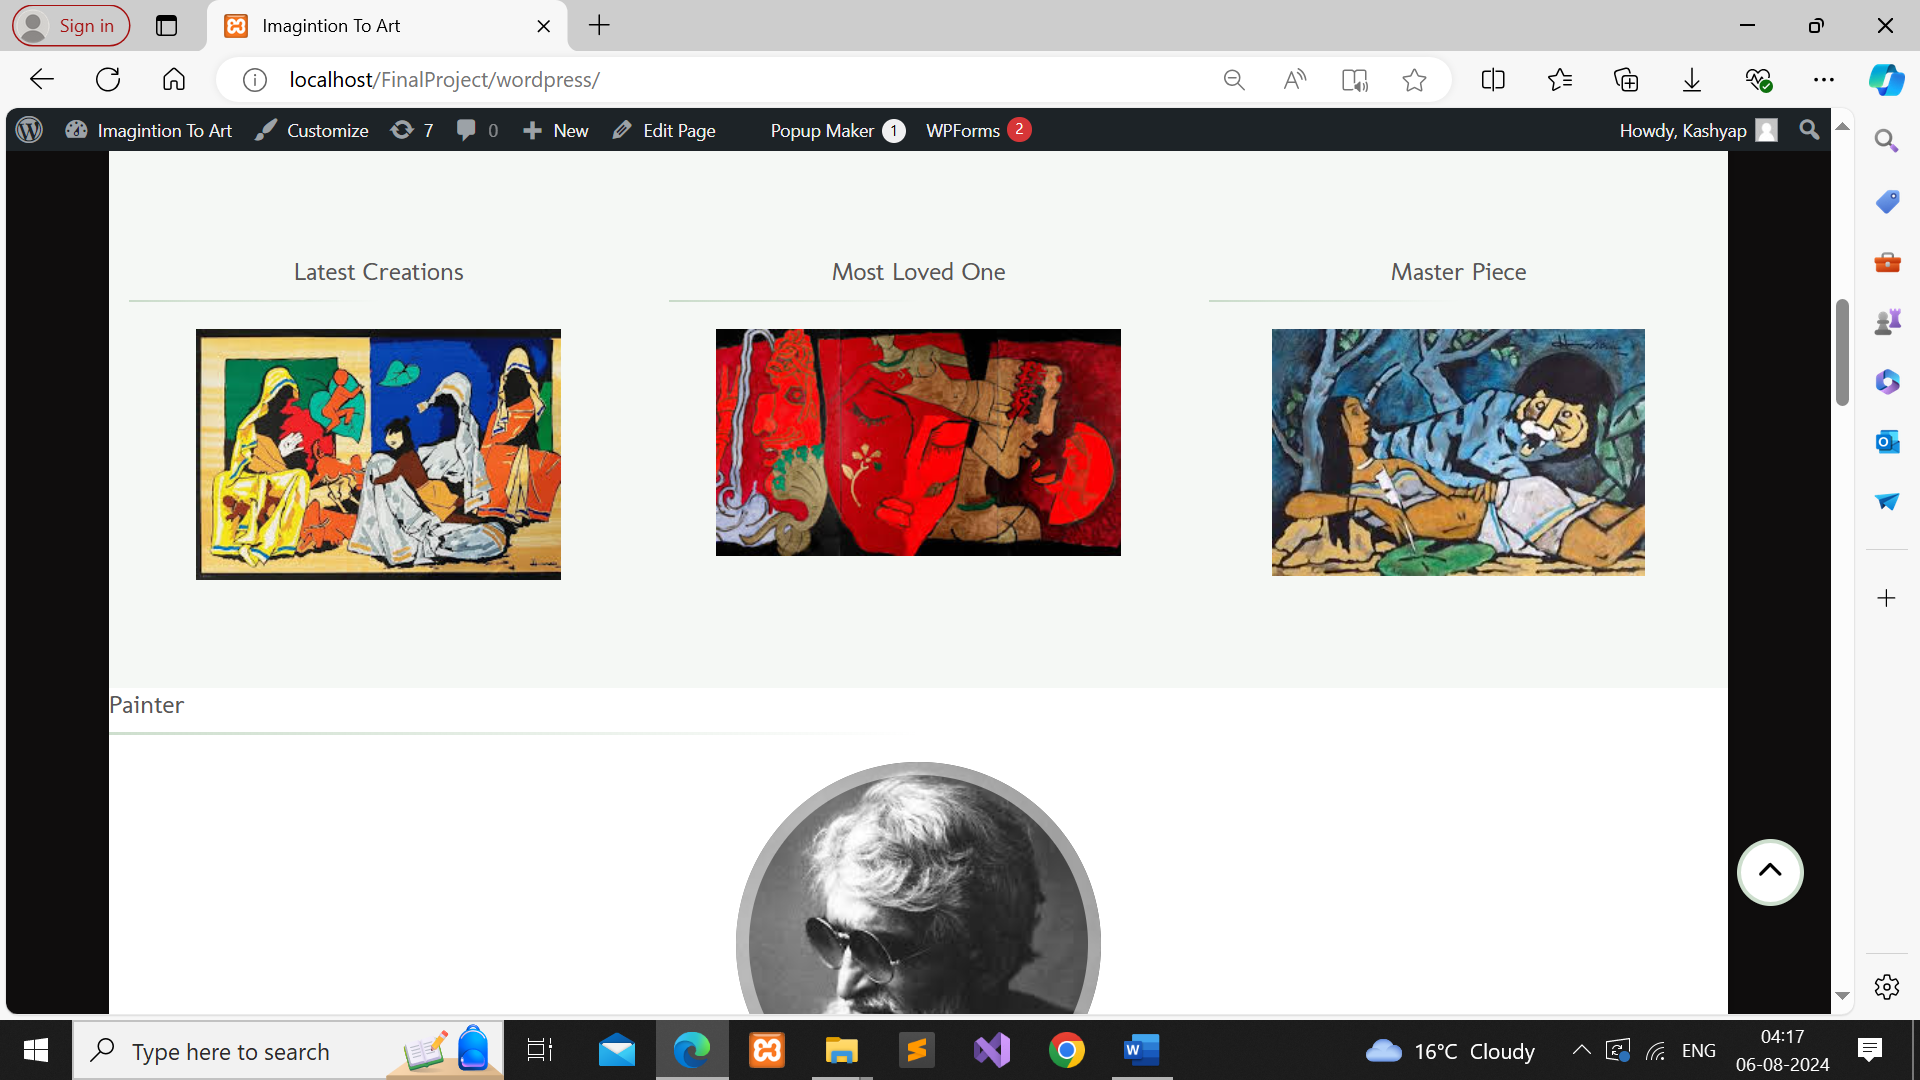 Sign in
Imagintion To Art
localhost/FinalProject/wordpress/
Imagintion To Art Customize 7 0 New Edit Page Popup Maker 1 WPForms 2 Howdy, Kashyap
Latest Creations Most Loved One Master Piece
Painter
Type here to search
16°C Cloudy
ENG
04:17
06-08-2024